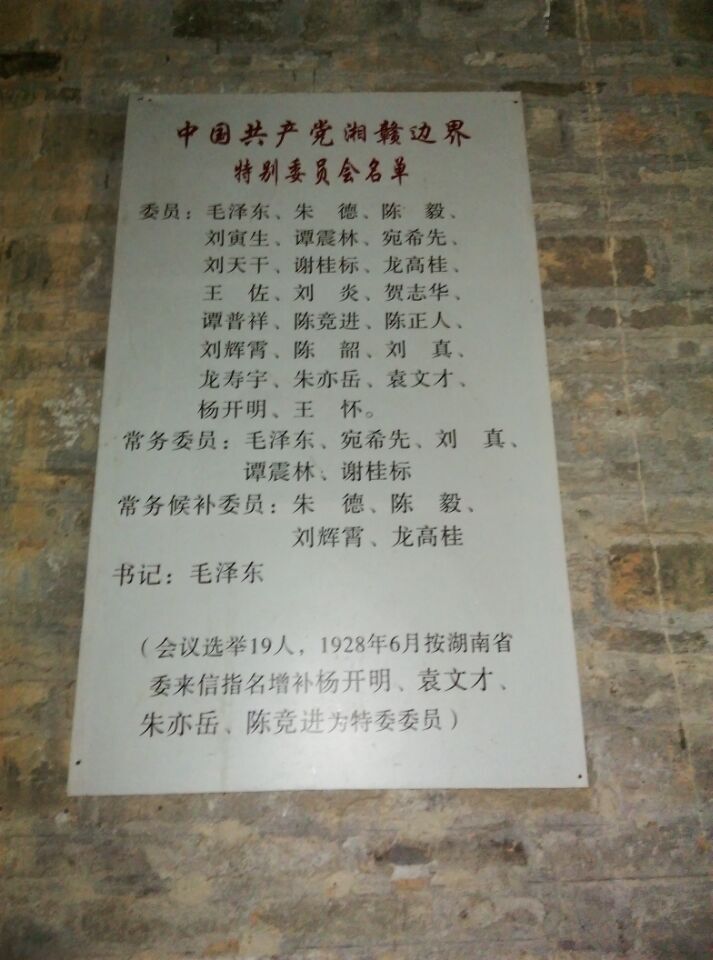 中国共产党湘赣边界
特别委员会名单
委员：毛泽东、朱　德、陈　毅、
刘寅生、谭震林、宛希先、
刘天干、谢桂标、龙高桂、
王　佐、刘　炎、贺志华、
谭普祥、陈竞进、陈正人、
刘辉霄、陈　韶、刘　真、
龙寿宇、朱亦岳、袁文才、
杨开明、王　怀。
常务委员：毛泽东、宛希先、刘　真、
谭震林、谢桂标
常务候补委员：朱　德、陈　毅、
刘辉霄、龙高桂
书记：毛泽东
（会议选举19人，1928年6月按湖南省
委来信指名增补杨开明、袁文才、
朱亦岳、陈竞进为特委委员）